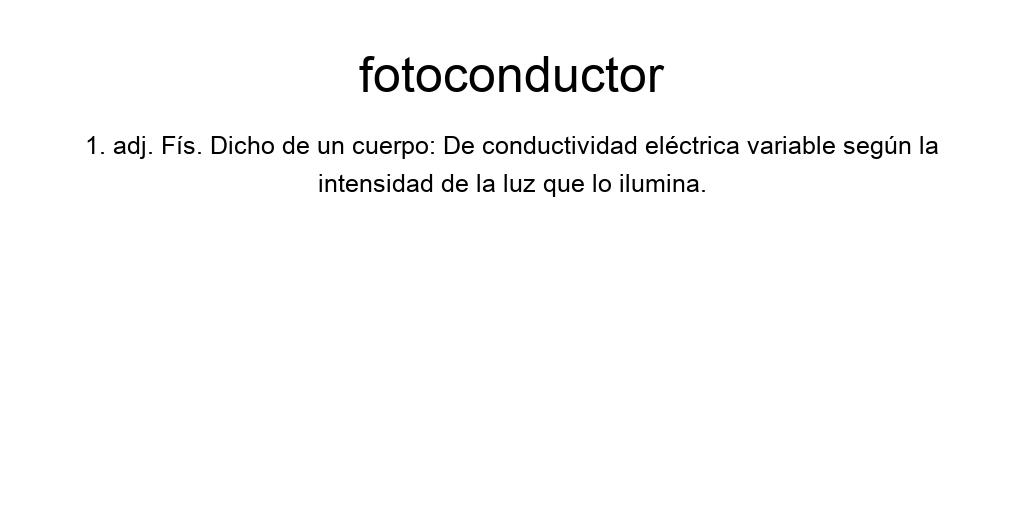 fotoconductor
1. adj. Fís. Dicho de un cuerpo: De conductividad eléctrica variable según la
intensidad de la luz que lo ilumina.